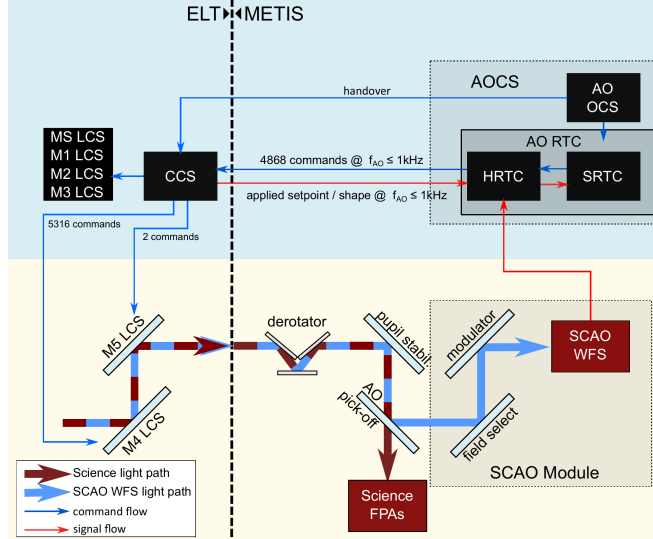 ELT
METIS
AOCS
AO
OCS
handover
AO RTC
MS LCS
M1 LCS
M2 LCS
M3 LCS
CCS
4868 commands @ fAO ≤ 1kHz
HRTC
SRTC
applied setpoint / shape @ fAO ≤ 1kHz
5316 commands
2 commands
M5 LCS
M4 LCS
derotator
pupil stabil.
AO
pick-off
modulator
SCAO
WFS
field select
SCAO Module
Science
FPAs
Science light path
SCAO WFS light path
command flow
signal flow